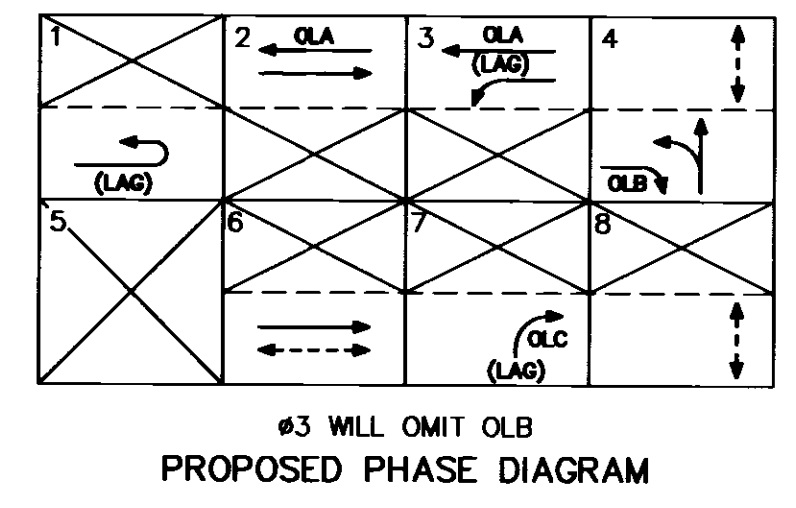 1
2 OLA
3 OLA
(LAG)
4
(LAG)
OLB
5
6
7
8
OLC
(LAG)
ø3 WILL OMIT OLB
PROPOSED PHASE DIAGRAM